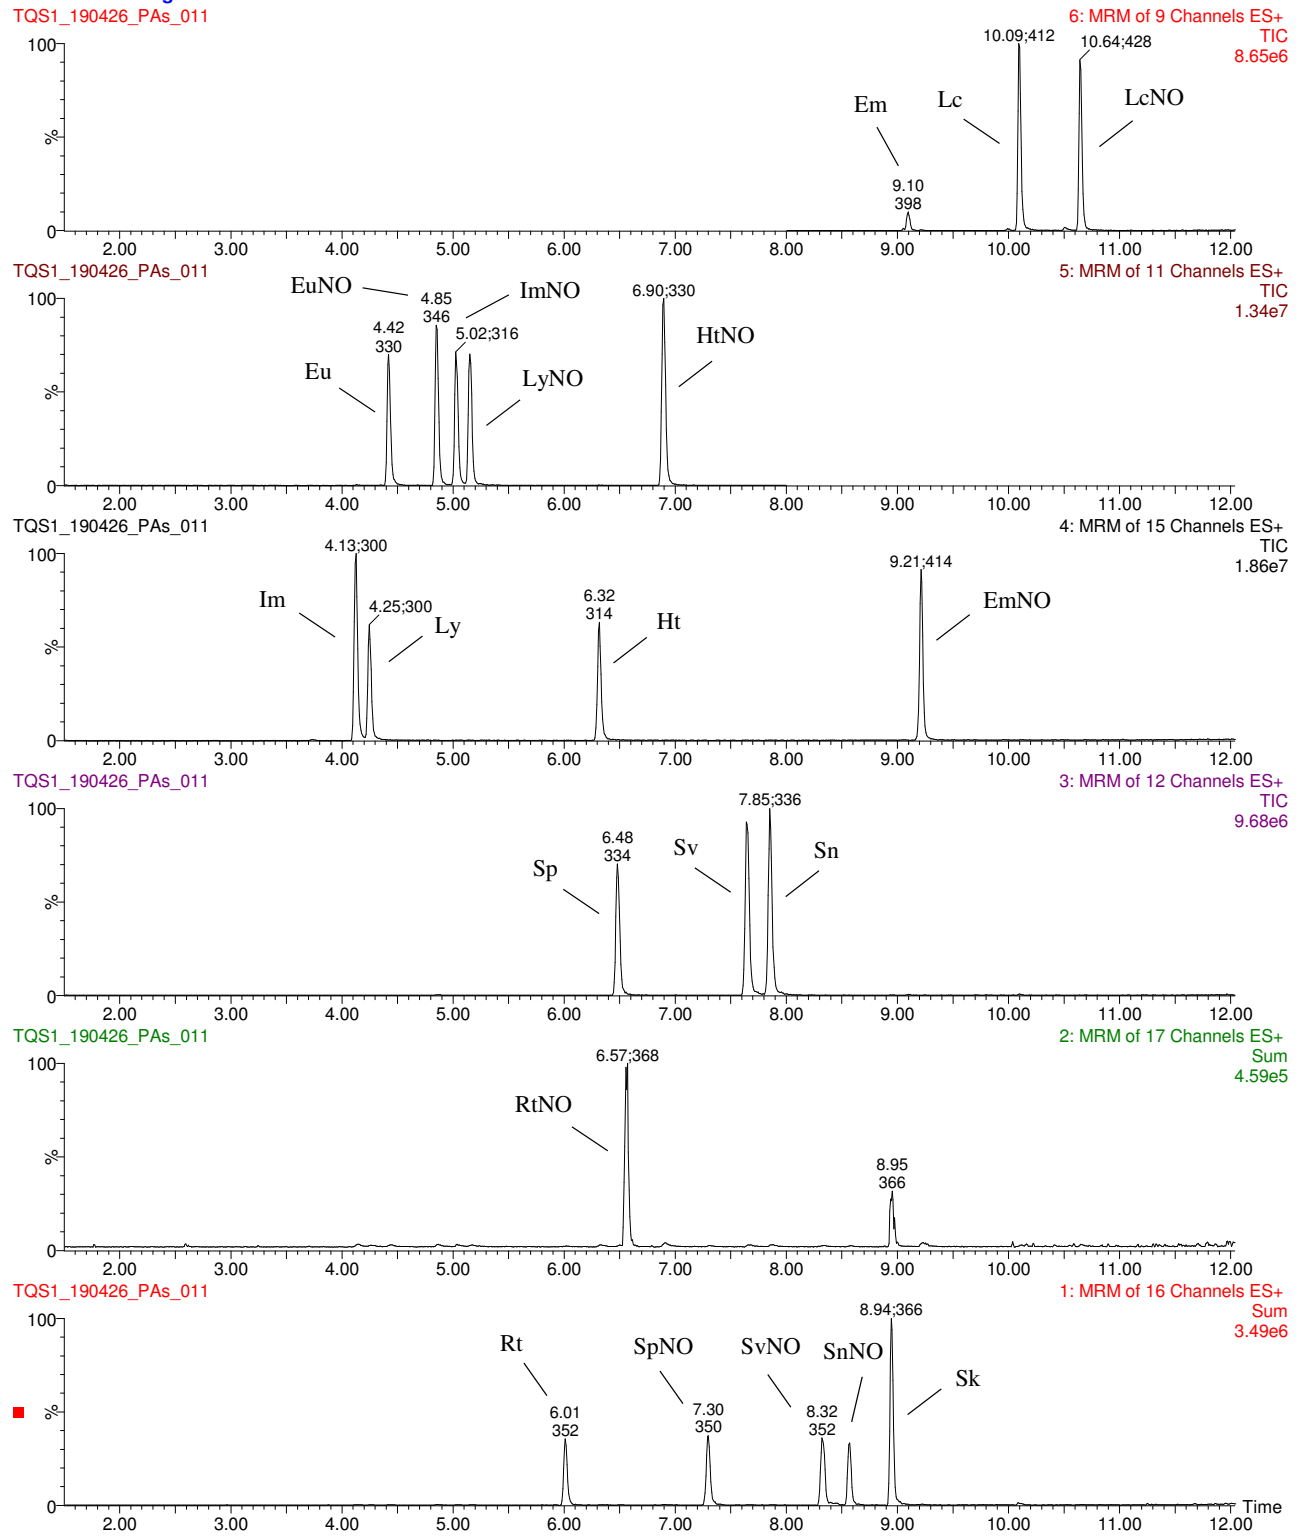 TQS1_190426_PAs_011
6: MRM of 9 Channels ES+
TIC
8.65e6
10.09;412
10.64;428
Em
Lc
LcNO
9.10
398
100
%
0
2.00 3.00 4.00 5.00 6.00 7.00 8.00 9.00 10.00 11.00 12.00
TQS1_190426_PAs_011
5: MRM of 11 Channels ES+
TIC
1.34e7
EuNO
4.85
346
ImNO
6.90;330
4.42
330
5.02;316
HtNO
Eu
LyNO
100
%
0
2.00 3.00 4.00 5.00 6.00 7.00 8.00 9.00 10.00 11.00 12.00
TQS1_190426_PAs_011
4: MRM of 15 Channels ES+
TIC
1.86e7
4.13;300
9.21;414
Im
4.25;300
Ly
6.32
314
Ht
EmNO
100
%
0
2.00 3.00 4.00 5.00 6.00 7.00 8.00 9.00 10.00 11.00 12.00
TQS1_190426_PAs_011
3: MRM of 12 Channels ES+
TIC
9.68e6
7.85;336
6.48
334
Sp
Sv
Sn
100
%
0
2.00 3.00 4.00 5.00 6.00 7.00 8.00 9.00 10.00 11.00 12.00
TQS1_190426_PAs_011
2: MRM of 17 Channels ES+
Sum
4.59e5
6.57;368
RtNO
8.95
366
100
%
0
2.00 3.00 4.00 5.00 6.00 7.00 8.00 9.00 10.00 11.00 12.00
TQS1_190426_PAs_011
1: MRM of 16 Channels ES+
Sum
3.49e6
8.94;366
Rt
SpNO
SvNO
SnNO
Sk
6.01
352
7.30
350
8.32
352
100
%
0
Time
2.00 3.00 4.00 5.00 6.00 7.00 8.00 9.00 10.00 11.00 12.00